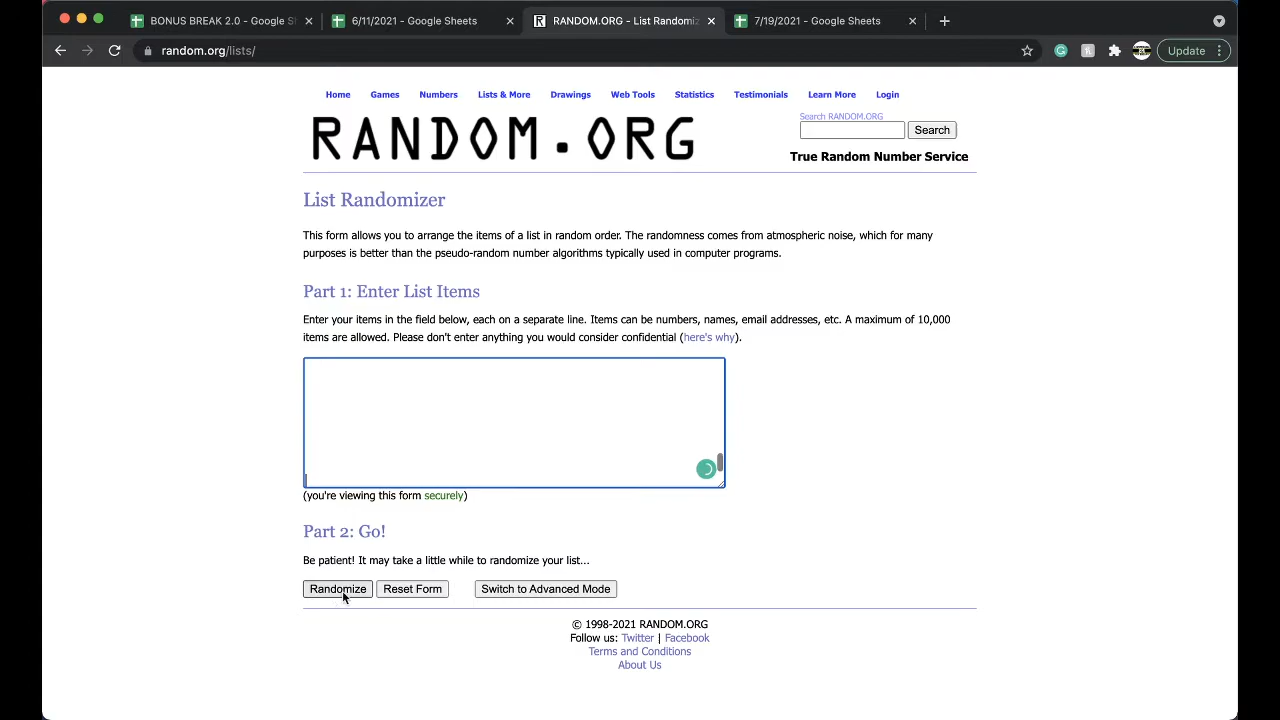 BONUS BREAK 2.0 - Google S
6/11/2021 - Google Sheets
RANDOM.ORG - List Randomiz
7/19/2021 - Google Sheets
random.org/lists/
Update
Home Games Numbers Lists & More Drawings Web Tools Statistics Testimonials Learn More Login
RANDOM.ORG
Search RANDOM.ORG
Search
True Random Number Service
List Randomizer
This form allows you to arrange the items of a list in random order. The randomness comes from atmospheric noise, which for many
purposes is better than the pseudo-random number algorithms typically used in computer programs.
Part 1: Enter List Items
Enter your items in the field below, each on a separate line. Items can be numbers, names, email addresses, etc. A maximum of 10,000
items are allowed. Please don't enter anything you would consider confidential (here's why).
(you're viewing this form securely)
Part 2: Go!
Be patient! It may take a little while to randomize your list...
Randomize Reset Form Switch to Advanced Mode
© 1998-2021 RANDOM.ORG
Follow us: Twitter | Facebook
Terms and Conditions
About Us